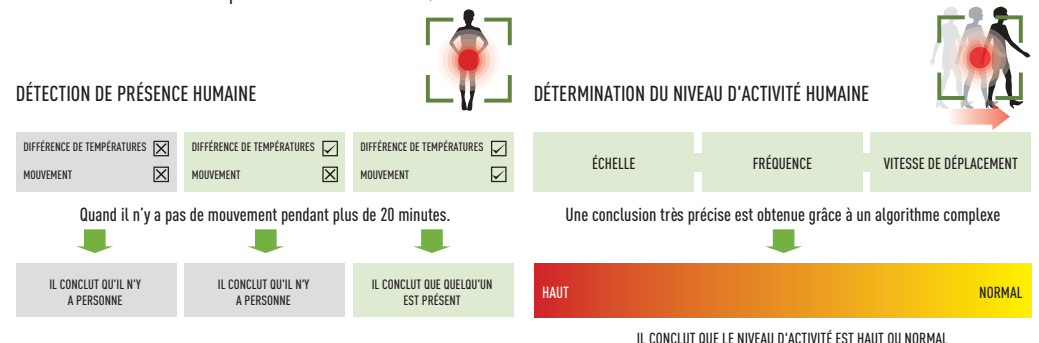 DÉTECTION DE PRÉSENCE HUMAINE
DIFFÉRENCE DE TEMPÉRATURES
MOUVEMENT
DIFFÉRENCE DE TEMPÉRATURES
MOUVEMENT
DIFFÉRENCE DE TEMPÉRATURES
MOUVEMENT
Quand il n'y a pas de mouvement pendant plus de 20 minutes.
IL CONCLUT QU'IL N'Y
A PERSONNE
IL CONCLUT QU'IL N'Y
A PERSONNE
IL CONCLUT QUE QUELQU'UN
EST PRÉSENT
DÉTERMINATION DU NIVEAU D'ACTIVITÉ HUMAINE
ÉCHELLE
FRÉQUENCE
VITESSE DE DÉPLACEMENT
Une conclusion très précise est obtenue grâce à un algorithme complexe
HAUT
NORMAL
IL CONCLUT QUE LE NIVEAU D'ACTIVITÉ EST HAUT OU NORMAL